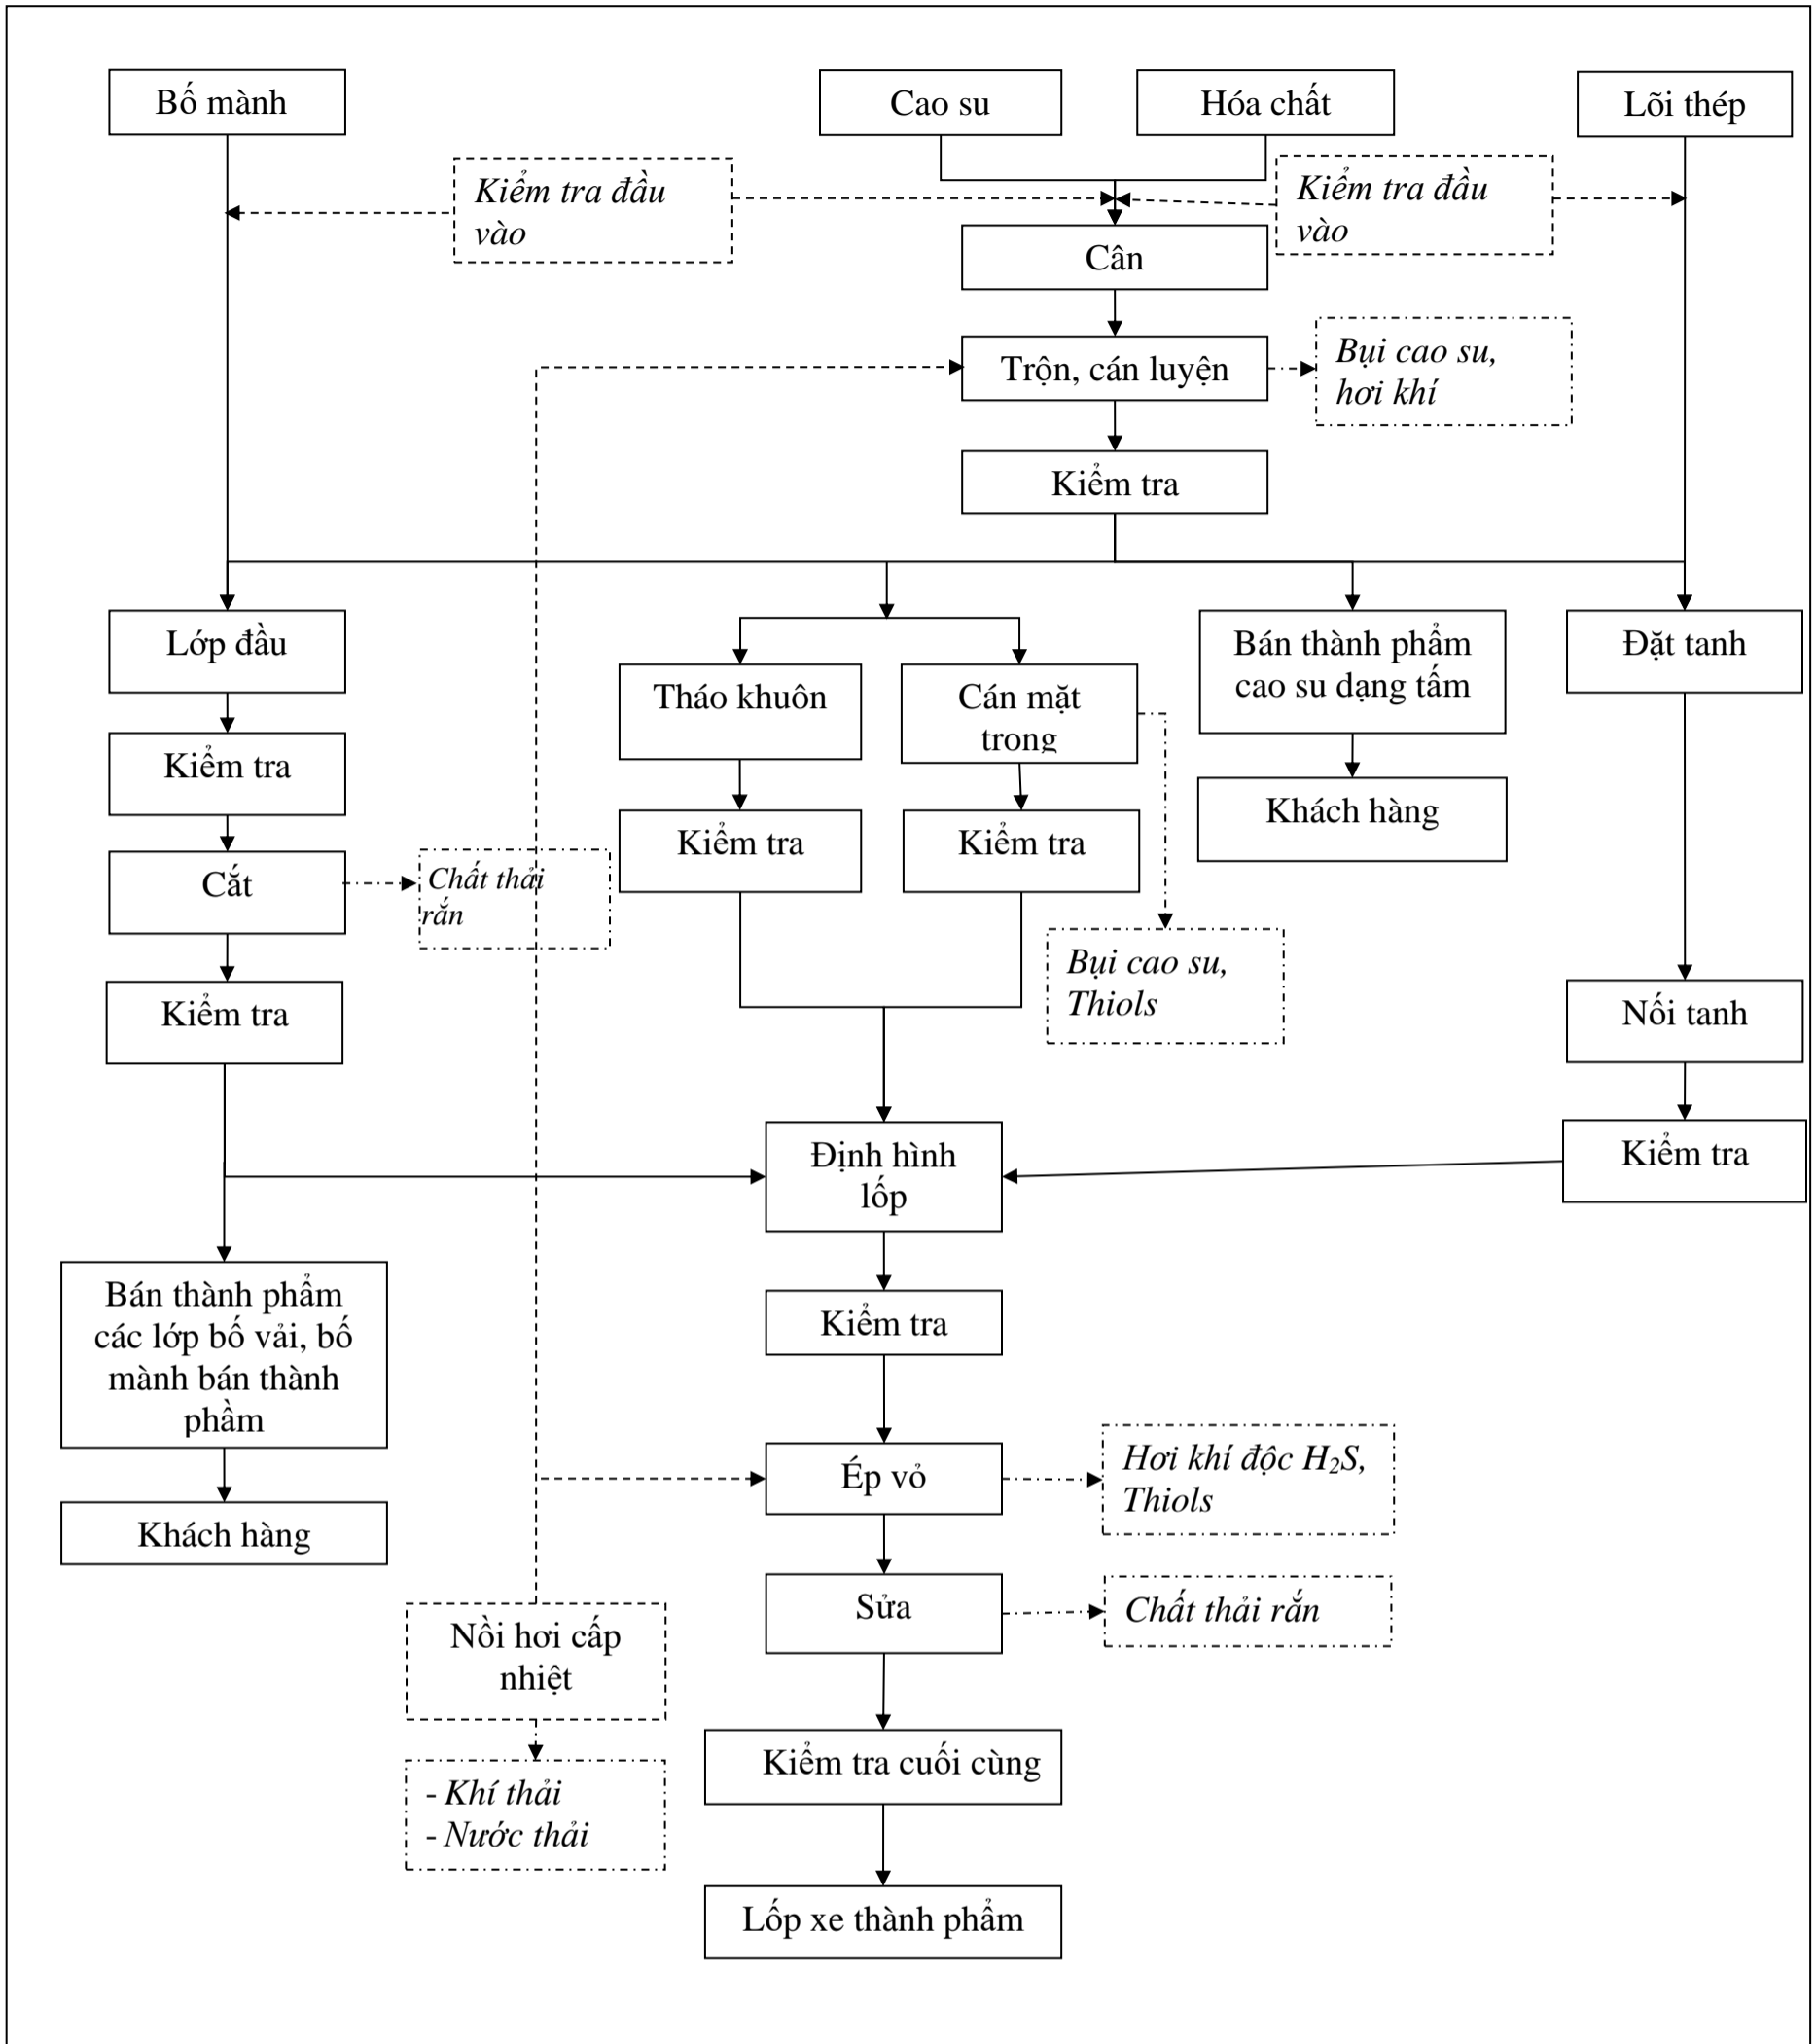 Bố mành
Cao su
Hóa chất
Lõi thép
Kiểm tra đầu
vào
Kiểm tra đầu
vào
Cân
Trộn, cán luyện
Bụi cao su,
hơi khí
Kiểm tra
Lớp đầu
Tháo khuôn
Cán mặt
trong
Bán thành phẩm
cao su dạng tấm
Đặt tanh
Kiểm tra
Kiểm tra
Kiểm tra
Khách hàng
Cắt
Chất thải
rắn
Bụi cao su,
Thiols
Kiểm tra
Nối tanh
Định hình
lốp
Kiểm tra
Bán thành phẩm
các lớp bố vải, bố
mành bán thành
phầm
Kiểm tra
Ép vỏ
Hơi khí độc H₂S,
Thiols
Khách hàng
Sửa
Chất thải rắn
Nồi hơi cấp
nhiệt
Kiểm tra cuối cùng
- Khí thải
- Nước thải
Lốp xe thành phẩm